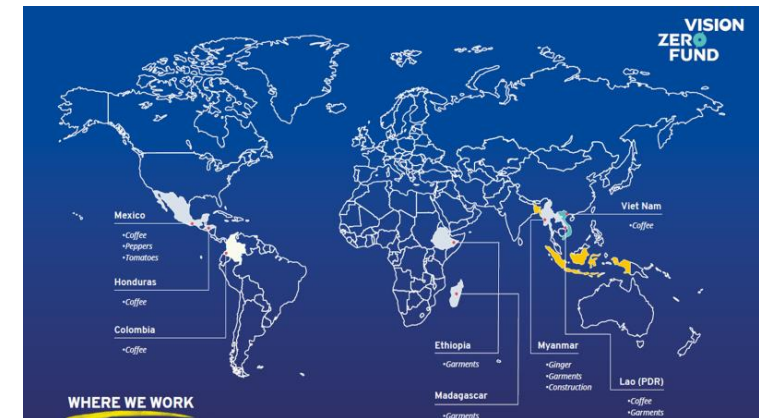 VISION
ZERO
FUND
Mexico
•Coffee
•Peppers
•Tomatoes
Honduras
•Coffee
Colombia
•Coffee
Viet Nam
•Coffee
Ethiopia
•Garments
Madagascar
•Garments
Myanmar
•Ginger
•Garments
•Construction
Lao (PDR)
•Coffee
•Garments
WHERE WE WORK